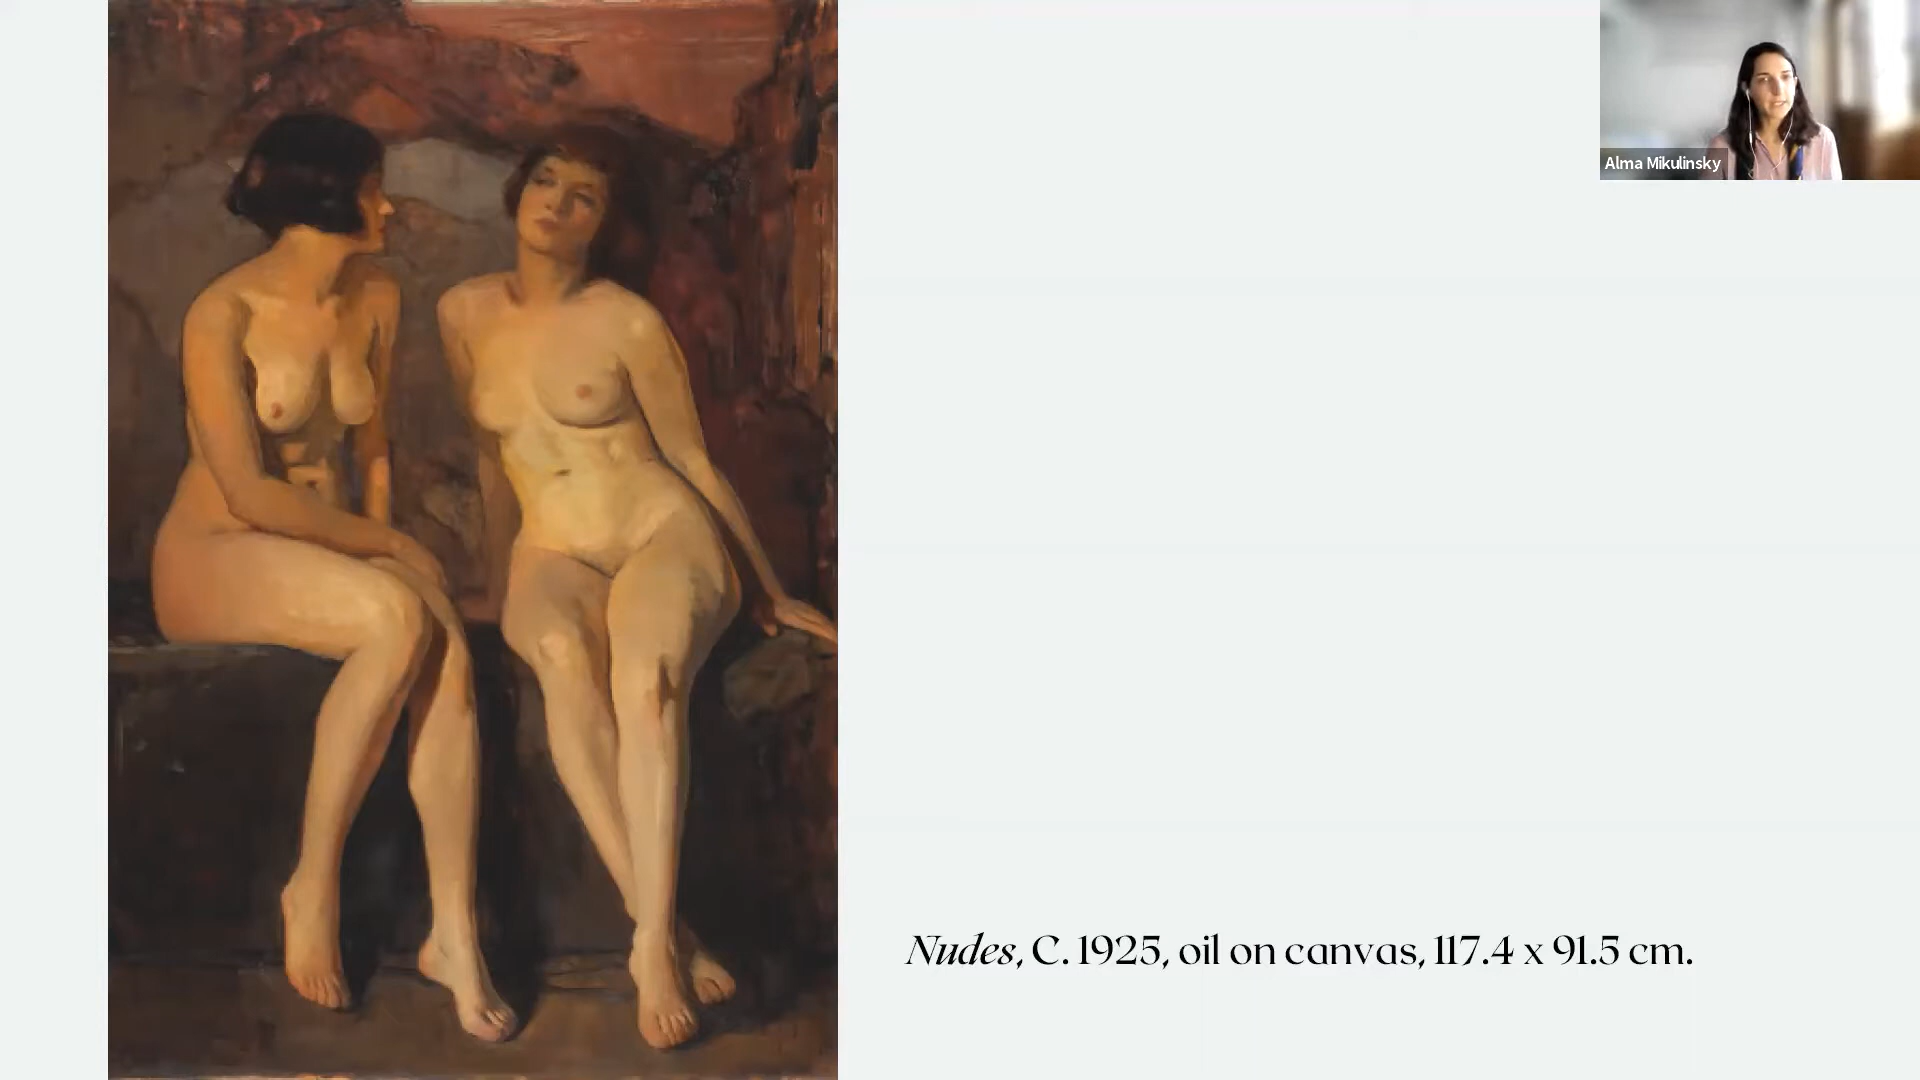 Alma Mikulinsky
Nudes, C. 1925, oil on canvas, 117.4 x 91.5 cm.